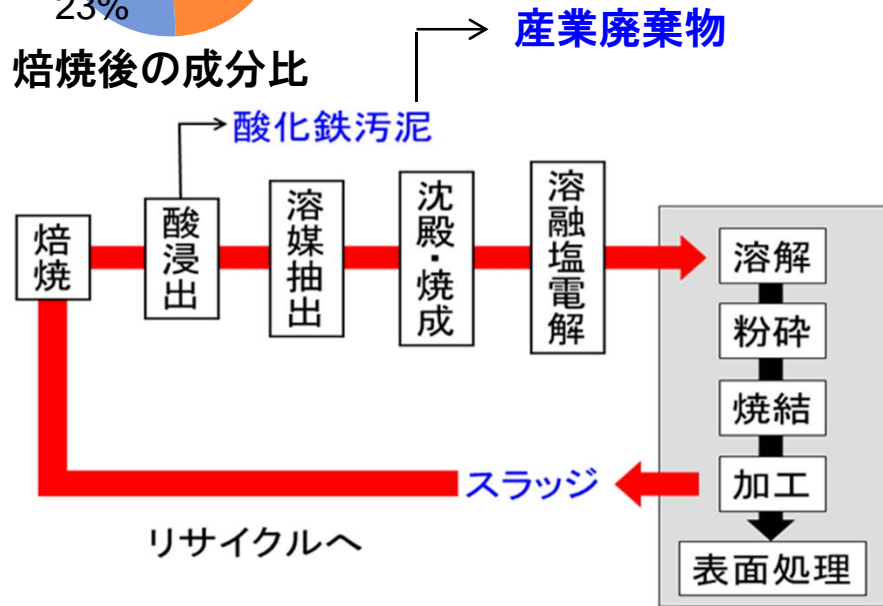 23%
産業廃棄物
焙焼後の成分比
酸化鉄汚泥
焙焼
酸浸出
溶媒抽出
沈殿・焼成
溶融塩電解
溶解
粉砕
焼結
加工
表面処理
スラッジ
リサイクルへ